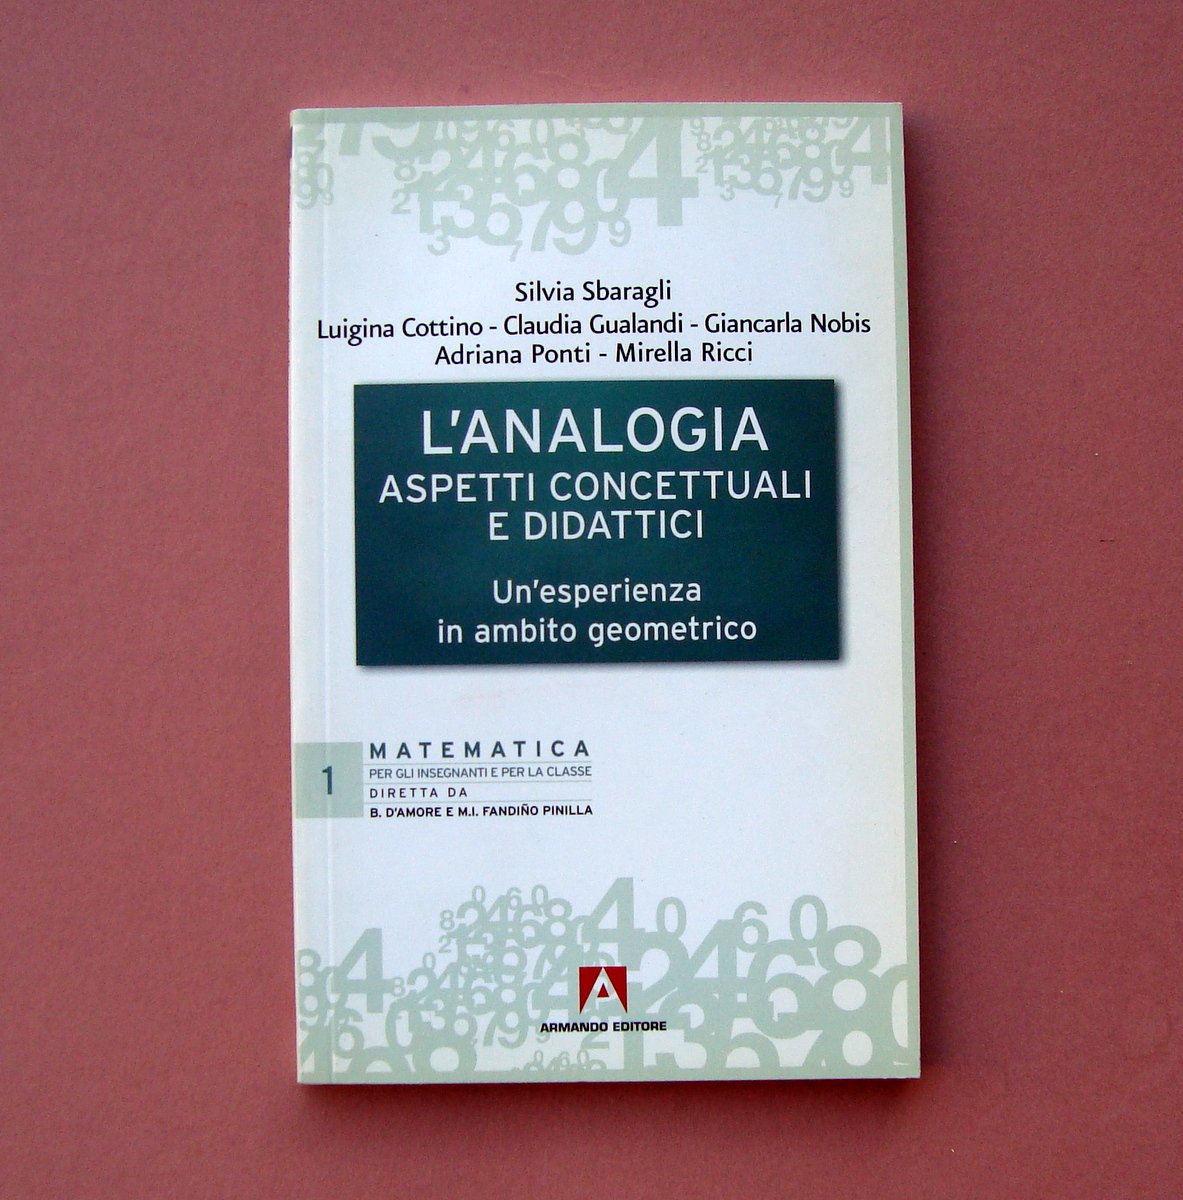 Silvia Sbaragli
Luigina Cottino - Claudia Gualandi - Giancarla Nobis
Adriana Ponti - Mirella Ricci
L'ANALOGIA
ASPETTI CONCETTUALI
E DIDATTICI
Un'esperienza
in ambito geometrico
1
MATEMATICA
PER GLI INSEGNANTI E PER LA CLASSE
DIRETTA DA
B. D'AMORE E M.I. FANDIÑO PINILLA
ARMANDO EDITORE